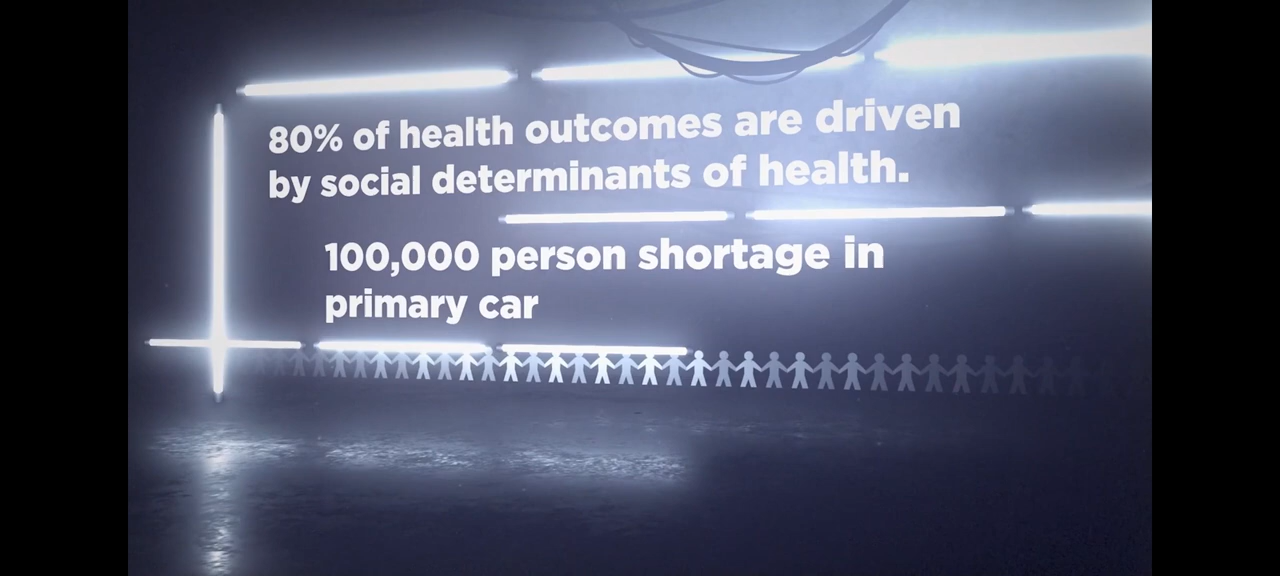 80% of health outcomes are driven
by social determinants of health.
100,000 person shortage in
primary car